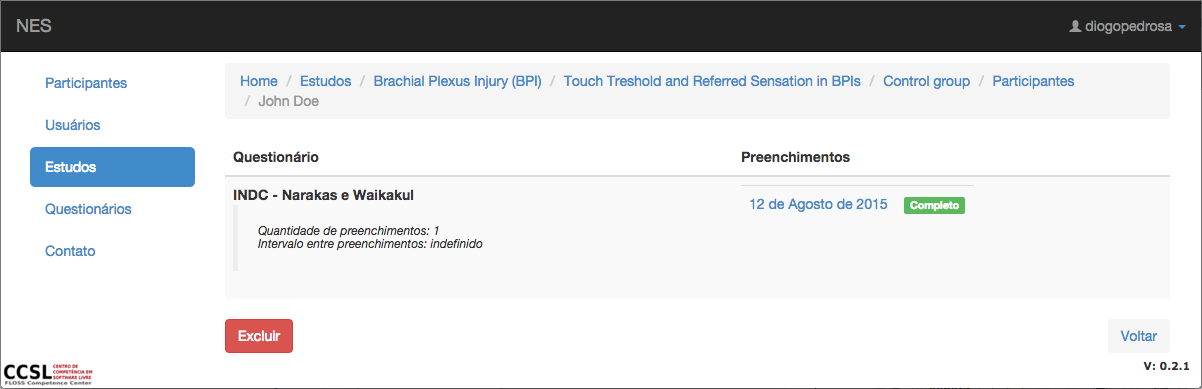 NES
diogopedrosa
Participantes
Usuários
Estudos
Questionários
Contato
Home / Estudos / Brachial Plexus Injury (BPI) / Touch Treshold and Referred Sensation in BPIs / Control group / Participantes
/ John Doe
Questionário Preenchimentos
INDC - Narakas e Waikakul
12 de Agosto de 2015 Completo
Quantidade de preenchimentos: 1
Intervalo entre preenchimentos: indefinido
Excluir Voltar
CCSL CENTRO DE
COMPETÊNCIA EM
SOFTWARE LIVRE
FLOSS Competence Center
V: 0.2.1